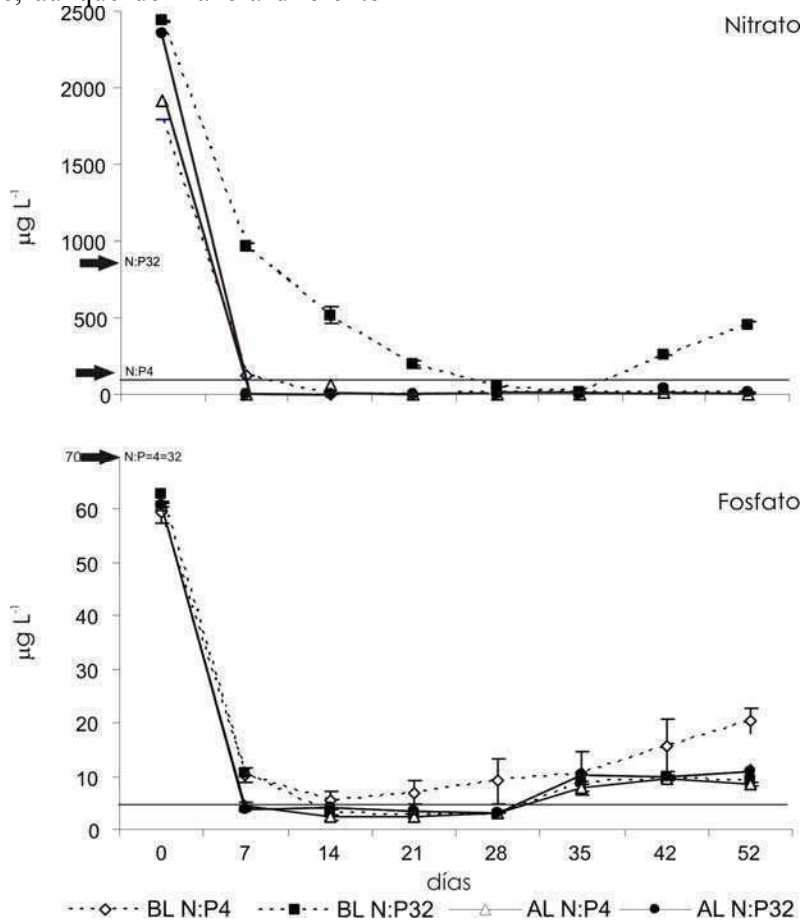 Nitrato
2500
2000
1500
1000
500
0
µg L⁻¹
N:P32
N:P4
Fosfato
70
60
50
40
30
20
10
0
µg L⁻¹
N:P=4=32
0 7 14 21 28 35 42 52
días
BL N:P4 BL N:P32 AL N:P4 AL N:P32